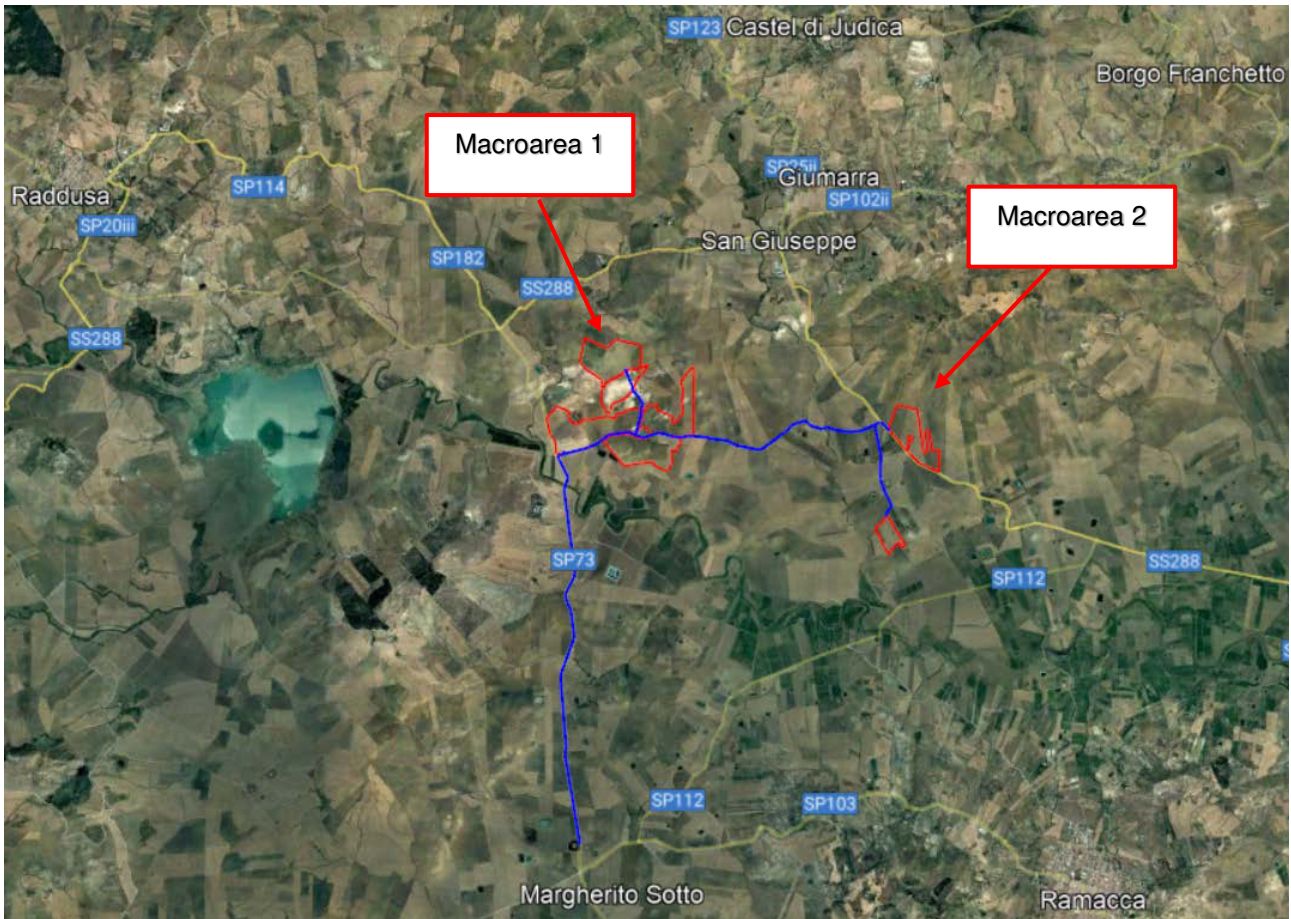 SP123
Castel di Judica
Borgo Franchetto
Macroarea 1
SP25ii
Giumarra
SP114
Raddusa
SP102ii
Macroarea 2
SP20iii
San Giuseppe
SP182
SS288
SS288
SP73
SS288
SP112
SP112
SP103
Margherito Sotto
Ramacca